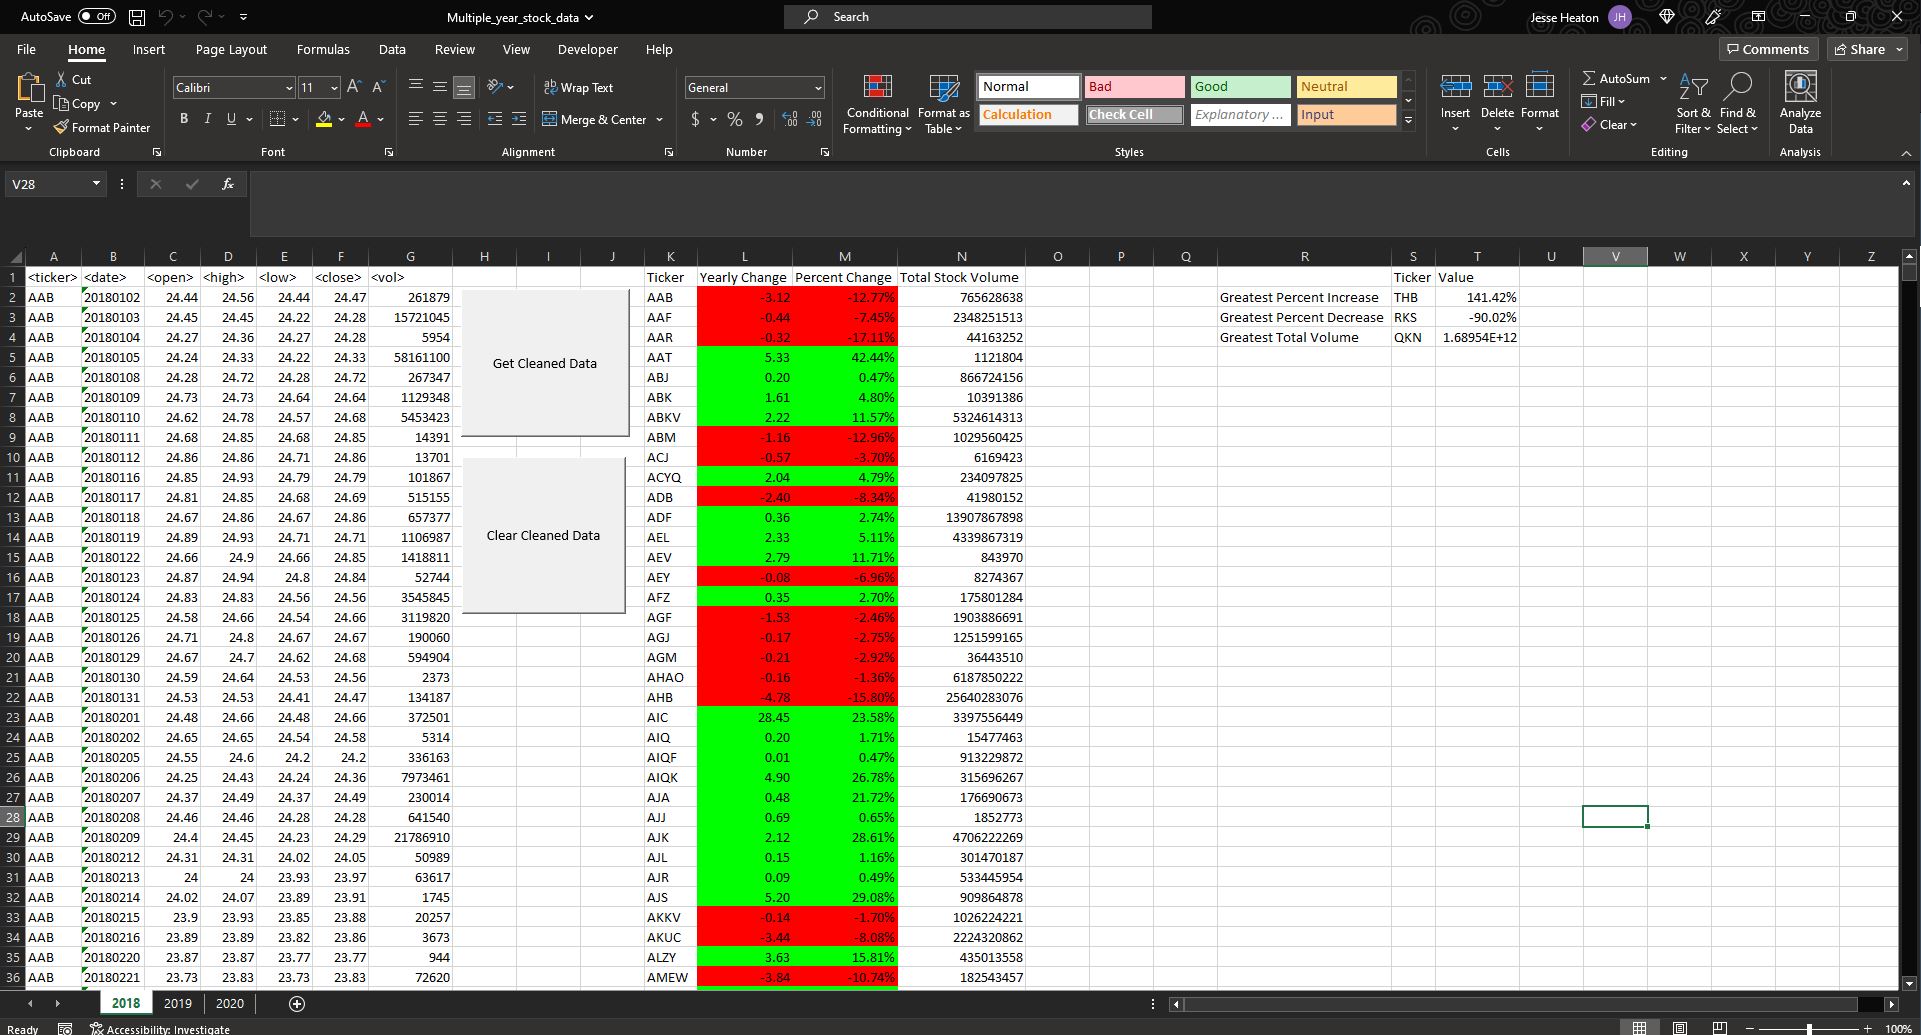 AutoSave Off Multiple_year_stock_data Search Jesse Heaton JH
File Home Insert Page Layout Formulas Data Review View Developer Help Comments Share
Paste Cut Copy Format Painter Clipboard
Calibri 11 B I U Font
Wrap Text Merge & Center Alignment
General $ % Number
Conditional Formatting Format as Table
Normal Bad Good Neutral
Calculation Check Cell Explanatory ... Input
Styles
Insert Delete Format Cells
AutoSum Fill Clear Sort & Filter Find & Select Editing
Analyze Data Analysis
V28 fx
A B C D E F G H I J K L M N O P Q R S T U V W X Y Z
1 <ticker> <date> <open> <high> <low> <close> <vol> Ticker Yearly Change Percent Change Total Stock Volume Ticker Value
2 AAB 20180102 24.44 24.56 24.44 24.47 261879 AAB -3.12 -12.77% 765628638 Greatest Percent Increase THB 141.42%
3 AAB 20180103 24.45 24.45 24.22 24.28 15721045 AAF -0.44 -7.45% 2348251513 Greatest Percent Decrease RKS -90.02%
4 AAB 20180104 24.27 24.36 24.27 24.28 5954 AAR -0.32 -17.11% 44163252 Greatest Total Volume QKN 1.68954E+12
5 AAB 20180105 24.24 24.33 24.22 24.33 58161100 AAT 5.33 42.44% 1121804
Get Cleaned Data
6 AAB 20180108 24.28 24.72 24.28 24.72 267347 ABJ 0.20 0.47% 866724156
7 AAB 20180109 24.73 24.73 24.64 24.64 1129348 ABK 1.61 4.80% 10391386
8 AAB 20180110 24.62 24.78 24.57 24.68 5453423 ABKV 2.22 11.57% 5324614313
9 AAB 20180111 24.68 24.85 24.68 24.85 14391 ABM -1.16 -12.96% 1029560425
10 AAB 20180112 24.86 24.86 24.71 24.86 13701 ACJ -0.57 -3.70% 6169423
11 AAB 20180116 24.85 24.93 24.79 24.79 101867 ACYQ 2.04 4.79% 234097825
12 AAB 20180117 24.81 24.85 24.68 24.69 515155 ADB -2.40 -8.34% 41980152
13 AAB 20180118 24.67 24.86 24.67 24.86 657377 ADF 0.36 2.74% 13907867898
14 AAB 20180119 24.89 24.93 24.71 24.71 1106987 Clear Cleaned Data AEL 2.33 5.11% 4339867319
15 AAB 20180122 24.66 24.9 24.66 24.85 1418811 AEV 2.79 11.71% 843970
16 AAB 20180123 24.87 24.94 24.8 24.84 52744 AEY -0.08 -6.96% 8274367
17 AAB 20180124 24.83 24.83 24.56 24.56 3545845 AFZ 0.35 2.70% 175801284
18 AAB 20180125 24.58 24.66 24.54 24.66 3119820 AGF -1.53 -2.46% 1903886691
19 AAB 20180126 24.71 24.8 24.67 24.67 190060 AGJ -0.17 -2.75% 1251599165
20 AAB 20180129 24.67 24.7 24.62 24.68 594904 AGM -0.21 -2.92% 36443510
21 AAB 20180130 24.59 24.64 24.53 24.56 2373 AHAO -0.16 -1.36% 6187850222
22 AAB 20180131 24.53 24.53 24.41 24.47 134187 AHB -4.78 -15.80% 25640283076
23 AAB 20180201 24.48 24.66 24.48 24.66 372501 AIC 28.45 23.58% 3397556449
24 AAB 20180202 24.65 24.65 24.54 24.58 5314 AIQ 0.20 1.71% 15477463
25 AAB 20180205 24.55 24.6 24.2 24.2 336163 AIQF 0.01 0.47% 913229872
26 AAB 20180206 24.25 24.43 24.24 24.36 7973461 AIQK 4.90 26.78% 315696267
27 AAB 20180207 24.37 24.49 24.37 24.49 230014 AJA 0.48 21.72% 176690673
28 AAB 20180208 24.46 24.46 24.28 24.28 641540 AJJ 0.69 0.65% 1852773
29 AAB 20180209 24.4 24.45 24.23 24.29 21786910 AJK 2.12 28.61% 4706222269
30 AAB 20180212 24.31 24.31 24.02 24.05 50989 AJL 0.15 1.16% 301470187
31 AAB 20180213 24 24 23.93 23.97 63617 AJR 0.09 0.49% 533445954
32 AAB 20180214 24.02 24.07 23.89 23.91 1745 AJS 5.20 29.08% 909864878
33 AAB 20180215 23.9 23.93 23.85 23.88 20257 AKKV -0.14 -1.70% 1026224221
34 AAB 20180216 23.89 23.89 23.82 23.86 3673 AKUC -3.44 -8.08% 2224320862
35 AAB 20180220 23.87 23.87 23.77 23.77 944 ALZY 3.63 15.81% 435013558
36 AAB 20180221 23.73 23.83 23.73 23.83 72620 AMEW -3.84 -10.74% 182543457
2018 2019 2020
Ready Accessibility: Investigate 100%